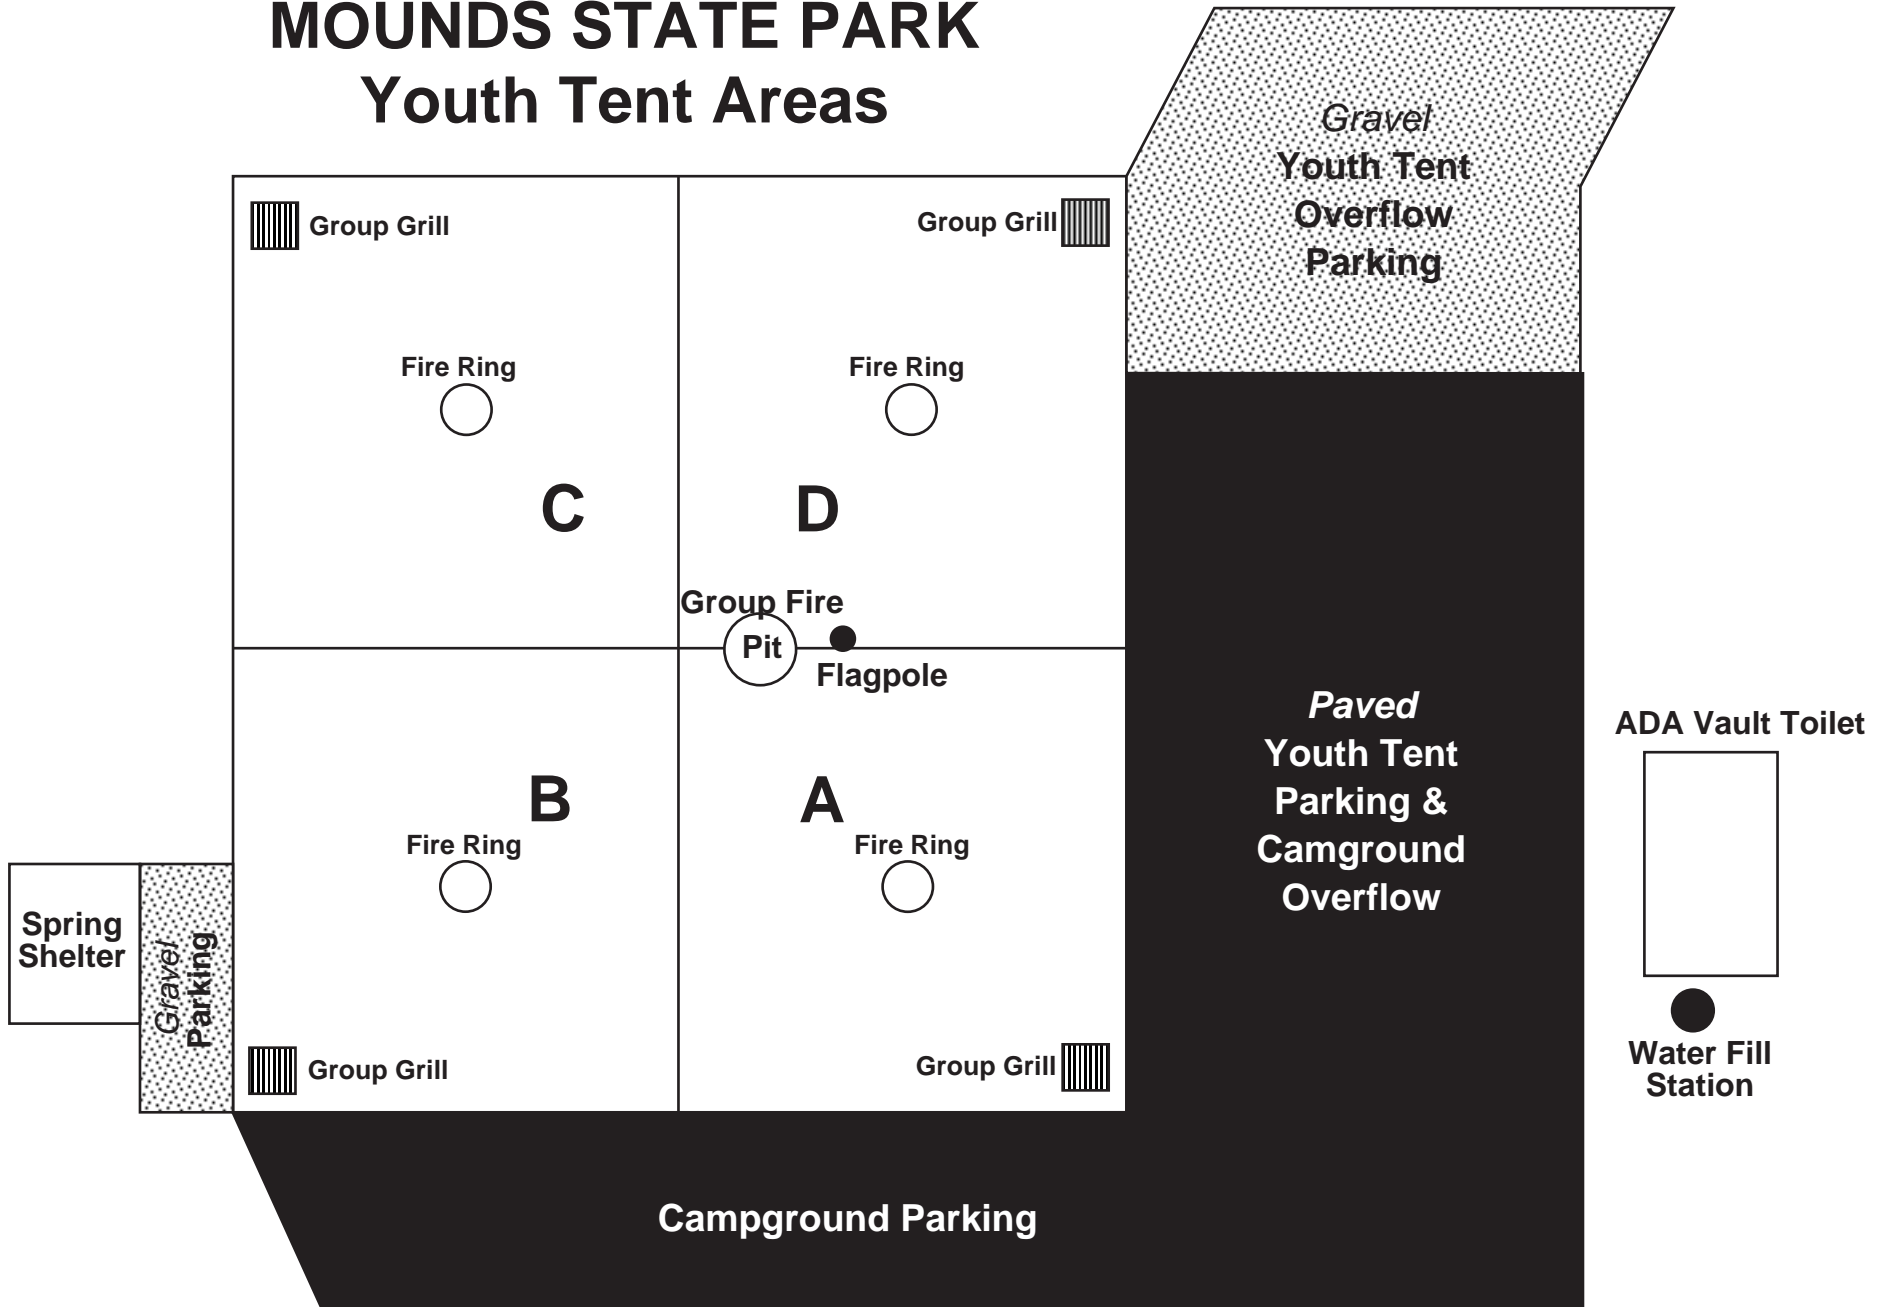 MOUNDS STATE PARK
Youth Tent Areas
Gravel
Youth Tent
Overflow
Parking
Group Grill
Group Grill
Fire Ring
Fire Ring
C
D
Group Fire
Pit
Flagpole
Paved
Youth Tent
Parking &
Camground
Overflow
ADA Vault Toilet
B
A
Fire Ring
Fire Ring
Spring
Shelter
Gravel
Parking
Group Grill
Group Grill
Water Fill
Station
Campground Parking